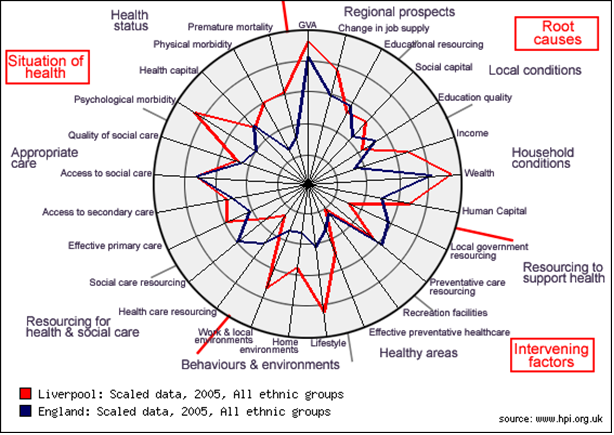 Health
status
Regional prospects
Root
causes
Situation of
health
Premature mortality
GVA
Change in job supply
Physical morbidity
Educational resourcing
Health capital
Social capital
Local conditions
Psychological morbidity
Education quality
Quality of social care
Income
Appropriate
care
Household
conditions
Access to social care
Wealth
Access to secondary care
Human Capital
Effective primary care
Local government
resourcing
Resourcing to
support health
Social care resourcing
Preventative care
resourcing
Health care resourcing
Recreation facilities
Resourcing for
health & social care
Work & local
environments
Home
environments
Lifestyle
Effective preventative healthcare
Behaviours & environments
Healthy areas
Intervening
factors
Liverpool: Scaled data, 2005, All ethnic groups
England: Scaled data, 2005, All ethnic groups
source: www.hpi.org.uk